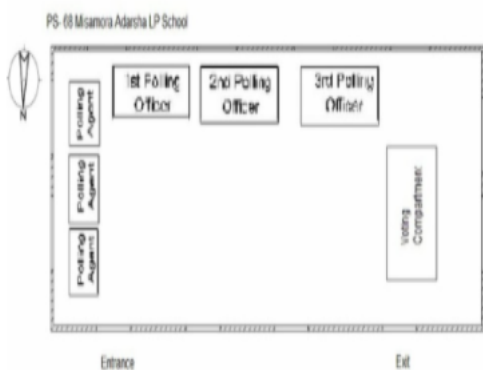 PS- 68 Misamora Adarsha LP School
N
1st Polling
Officer
2nd Polling
Officer
3rd Polling
Officer
Polling
Agent
Polling
Agent
Polling
Agent
Voting
Compartment
Entrance
Exit